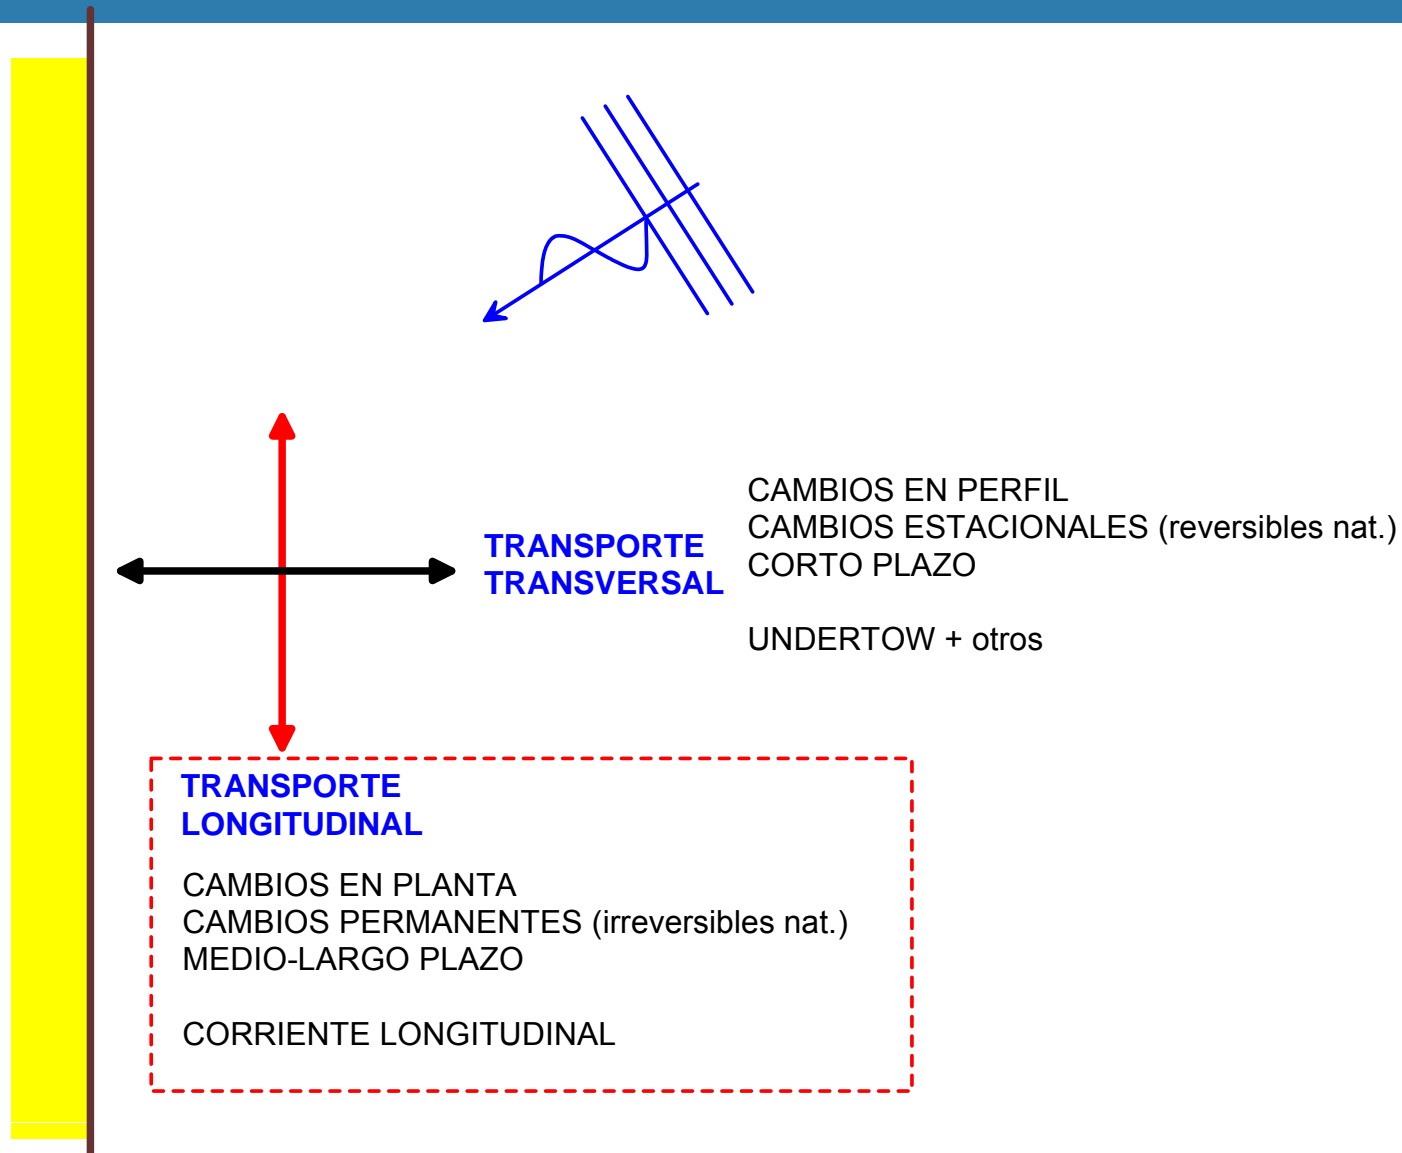 TRANSPORTE
TRANSVERSAL
CAMBIOS EN PERFIL
CAMBIOS ESTACIONALES (reversibles nat.)
CORTO PLAZO
UNDERTOW + otros
TRANSPORTE
LONGITUDINAL
CAMBIOS EN PLANTA
CAMBIOS PERMANENTES (irreversibles nat.)
MEDIO-LARGO PLAZO
CORRIENTE LONGITUDINAL